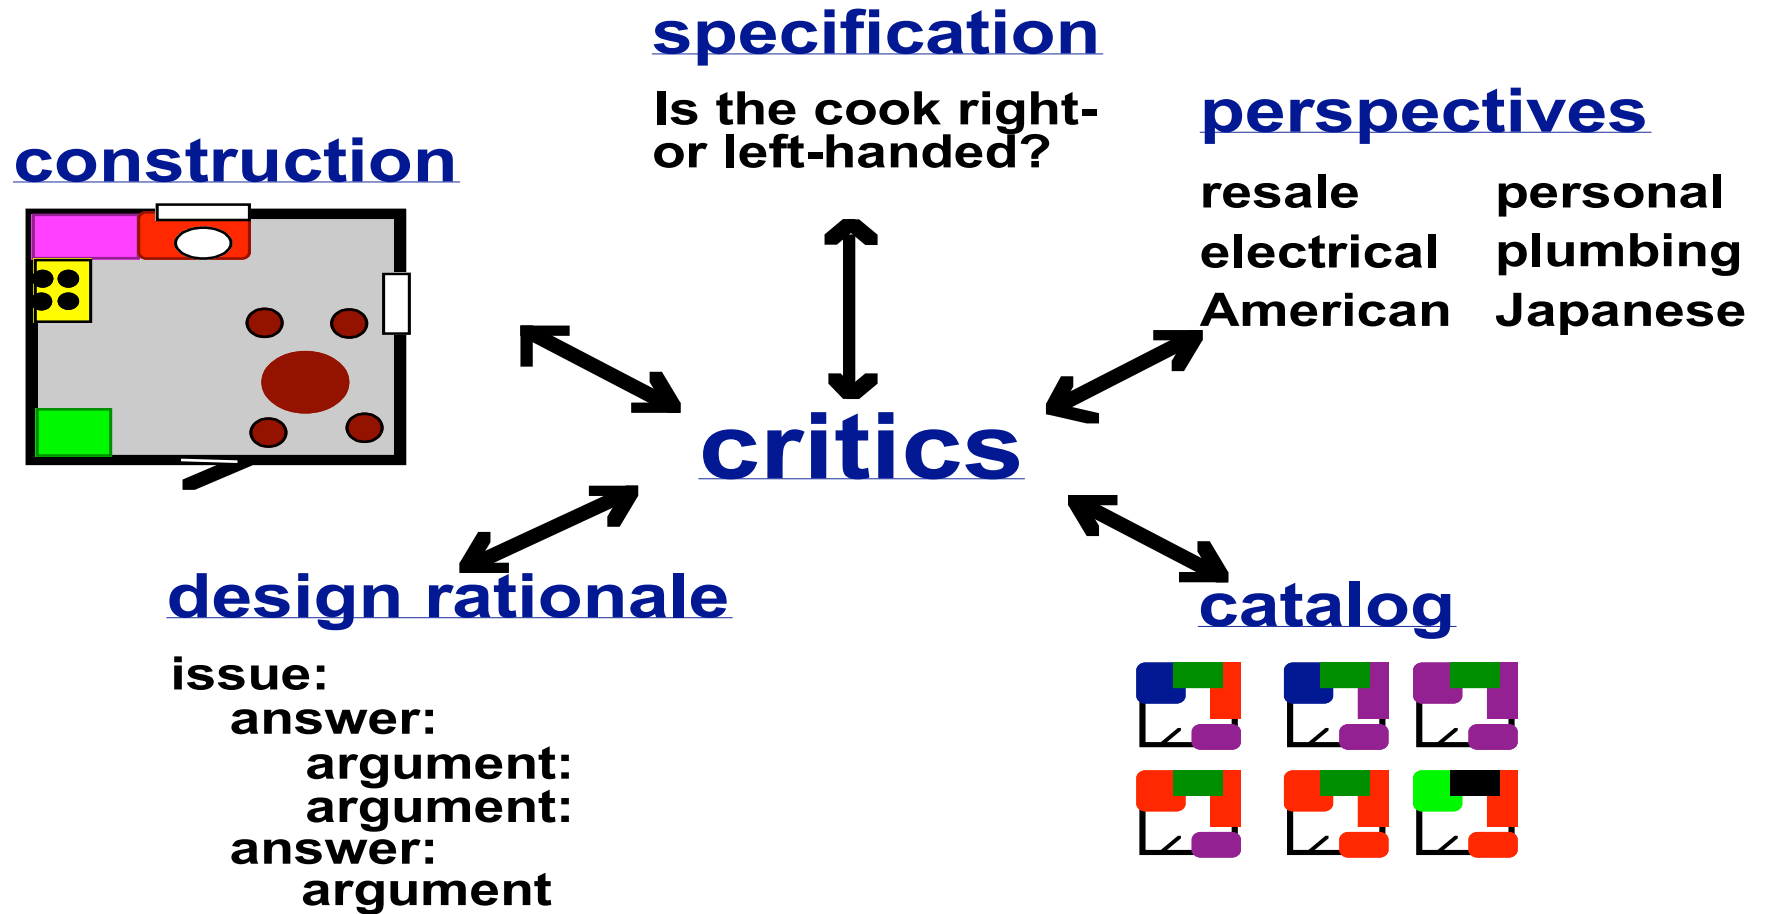 specification
Is the cook right-
or left-handed?
perspectives
resale personal
electrical plumbing
American Japanese
construction
critics
design rationale
issue:
answer:
argument:
argument:
answer:
argument
catalog